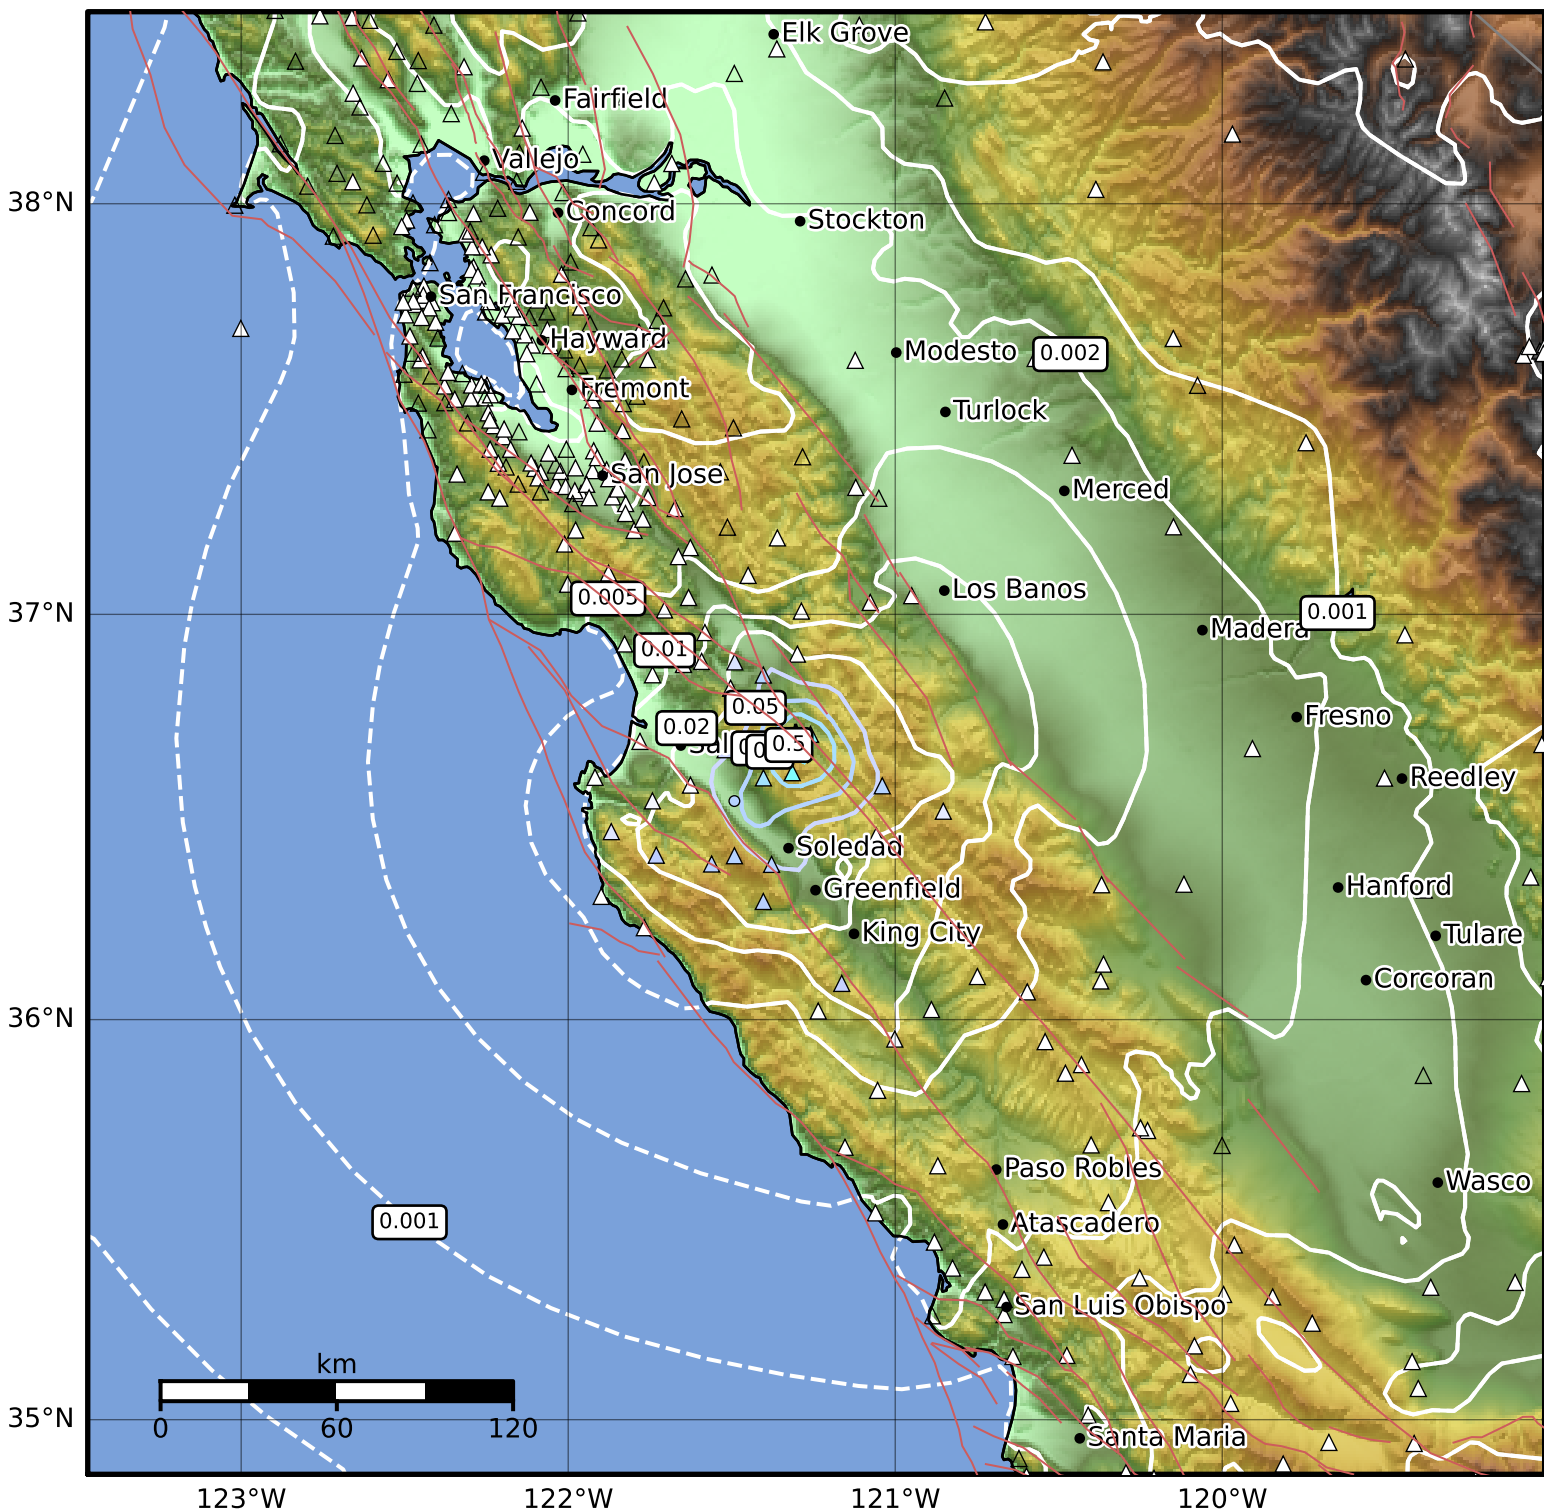 Elk Grove
Fairfield
Vallejo
38°N
Concord
Stockton
San Francisco
Hayward
Modesto
0.002
Fremont
Turlock
San Jose
Merced
Los Banos
0.005
37°N
0.001
Madera
0.01
0.05
Fresno
0.02
0.5
Reedley
Soledad
Greenfield
Hanford
King City
Tulare
Corcoran
36°N
Paso Robles
Wasco
0.001
Atascadero
San Luis Obispo
km
0 60 120
35°N
Santa Maria
123°W 122°W 121°W 120°W